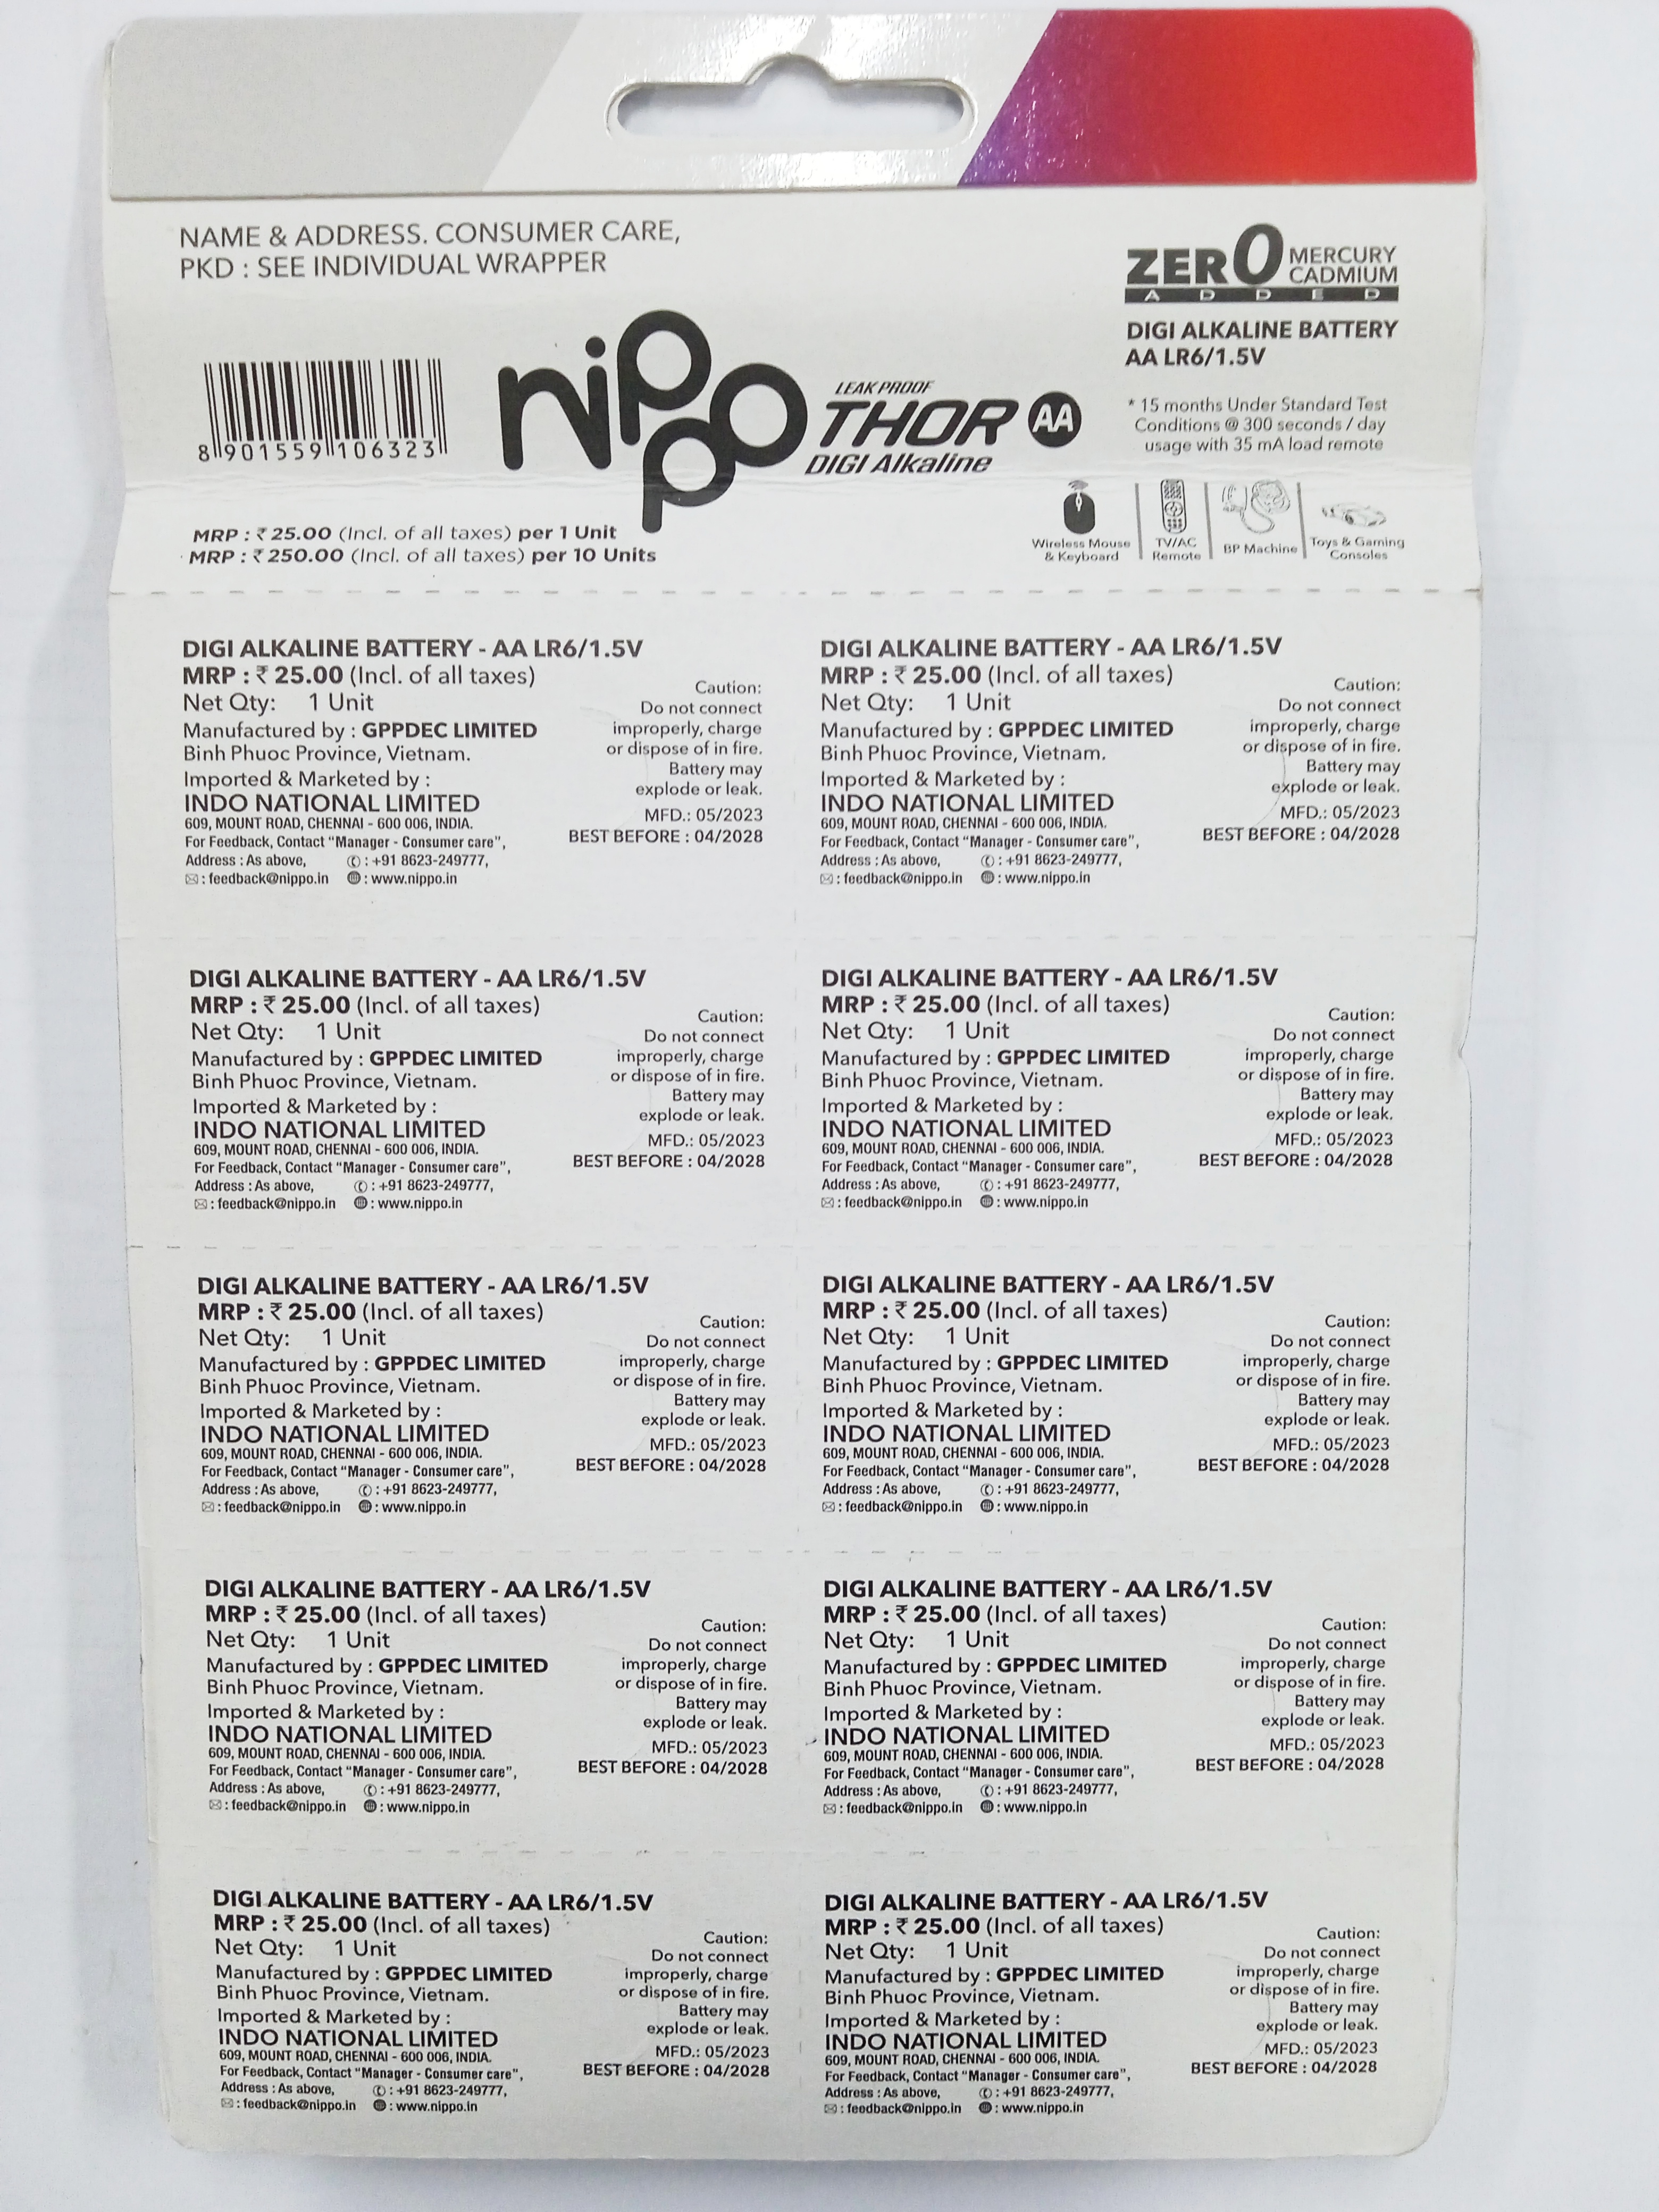 NAME & ADDRESS. CONSUMER CARE,
PKD : SEE INDIVIDUAL WRAPPER
ZERO MERCURY
CADMIUM
ADDED
DIGI ALKALINE BATTERY
AA LR6/1.5V
8 901559 106323
nippo
LEAK PROOF
THOR AA
DIGI Alkaline
* 15 months Under Standard Test
Conditions @ 300 seconds / day
usage with 35 mA load remote
MRP : ₹ 25.00 (Incl. of all taxes) per 1 Unit
MRP : ₹ 250.00 (Incl. of all taxes) per 10 Units
Wireless Mouse
& Keyboard
TV/AC
Remote
BP Machine
Toys & Gaming
Consoles
DIGI ALKALINE BATTERY - AA LR6/1.5V
MRP : ₹ 25.00 (Incl. of all taxes)
Net Qty: 1 Unit
Manufactured by : GPPDEC LIMITED
Binh Phuoc Province, Vietnam.
Imported & Marketed by :
INDO NATIONAL LIMITED
609, MOUNT ROAD, CHENNAI - 600 006, INDIA.
For Feedback, Contact "Manager - Consumer care",
Address : As above, ✆ : +91 8623-249777,
✉ : feedback@nippo.in 🌐 : www.nippo.in
Caution:
Do not connect
improperly, charge
or dispose of in fire.
Battery may
explode or leak.
MFD.: 05/2023
BEST BEFORE : 04/2028
DIGI ALKALINE BATTERY - AA LR6/1.5V
MRP : ₹ 25.00 (Incl. of all taxes)
Net Qty: 1 Unit
Manufactured by : GPPDEC LIMITED
Binh Phuoc Province, Vietnam.
Imported & Marketed by :
INDO NATIONAL LIMITED
609, MOUNT ROAD, CHENNAI - 600 006, INDIA.
For Feedback, Contact "Manager - Consumer care",
Address : As above, ✆ : +91 8623-249777,
✉ : feedback@nippo.in 🌐 : www.nippo.in
Caution:
Do not connect
improperly, charge
or dispose of in fire.
Battery may
explode or leak.
MFD.: 05/2023
BEST BEFORE : 04/2028
DIGI ALKALINE BATTERY - AA LR6/1.5V
MRP : ₹ 25.00 (Incl. of all taxes)
Net Qty: 1 Unit
Manufactured by : GPPDEC LIMITED
Binh Phuoc Province, Vietnam.
Imported & Marketed by :
INDO NATIONAL LIMITED
609, MOUNT ROAD, CHENNAI - 600 006, INDIA.
For Feedback, Contact "Manager - Consumer care",
Address : As above, ✆ : +91 8623-249777,
✉ : feedback@nippo.in 🌐 : www.nippo.in
Caution:
Do not connect
improperly, charge
or dispose of in fire.
Battery may
explode or leak.
MFD.: 05/2023
BEST BEFORE : 04/2028
DIGI ALKALINE BATTERY - AA LR6/1.5V
MRP : ₹ 25.00 (Incl. of all taxes)
Net Qty: 1 Unit
Manufactured by : GPPDEC LIMITED
Binh Phuoc Province, Vietnam.
Imported & Marketed by :
INDO NATIONAL LIMITED
609, MOUNT ROAD, CHENNAI - 600 006, INDIA.
For Feedback, Contact "Manager - Consumer care",
Address : As above, ✆ : +91 8623-249777,
✉ : feedback@nippo.in 🌐 : www.nippo.in
Caution:
Do not connect
improperly, charge
or dispose of in fire.
Battery may
explode or leak.
MFD.: 05/2023
BEST BEFORE : 04/2028
DIGI ALKALINE BATTERY - AA LR6/1.5V
MRP : ₹ 25.00 (Incl. of all taxes)
Net Qty: 1 Unit
Manufactured by : GPPDEC LIMITED
Binh Phuoc Province, Vietnam.
Imported & Marketed by :
INDO NATIONAL LIMITED
609, MOUNT ROAD, CHENNAI - 600 006, INDIA.
For Feedback, Contact "Manager - Consumer care",
Address : As above, ✆ : +91 8623-249777,
✉ : feedback@nippo.in 🌐 : www.nippo.in
Caution:
Do not connect
improperly, charge
or dispose of in fire.
Battery may
explode or leak.
MFD.: 05/2023
BEST BEFORE : 04/2028
DIGI ALKALINE BATTERY - AA LR6/1.5V
MRP : ₹ 25.00 (Incl. of all taxes)
Net Qty: 1 Unit
Manufactured by : GPPDEC LIMITED
Binh Phuoc Province, Vietnam.
Imported & Marketed by :
INDO NATIONAL LIMITED
609, MOUNT ROAD, CHENNAI - 600 006, INDIA.
For Feedback, Contact "Manager - Consumer care",
Address : As above, ✆ : +91 8623-249777,
✉ : feedback@nippo.in 🌐 : www.nippo.in
Caution:
Do not connect
improperly, charge
or dispose of in fire.
Battery may
explode or leak.
MFD.: 05/2023
BEST BEFORE : 04/2028
DIGI ALKALINE BATTERY - AA LR6/1.5V
MRP : ₹ 25.00 (Incl. of all taxes)
Net Qty: 1 Unit
Manufactured by : GPPDEC LIMITED
Binh Phuoc Province, Vietnam.
Imported & Marketed by :
INDO NATIONAL LIMITED
609, MOUNT ROAD, CHENNAI - 600 006, INDIA.
For Feedback, Contact "Manager - Consumer care",
Address : As above, ✆ : +91 8623-249777,
✉ : feedback@nippo.in 🌐 : www.nippo.in
Caution:
Do not connect
improperly, charge
or dispose of in fire.
Battery may
explode or leak.
MFD.: 05/2023
BEST BEFORE : 04/2028
DIGI ALKALINE BATTERY - AA LR6/1.5V
MRP : ₹ 25.00 (Incl. of all taxes)
Net Qty: 1 Unit
Manufactured by : GPPDEC LIMITED
Binh Phuoc Province, Vietnam.
Imported & Marketed by :
INDO NATIONAL LIMITED
609, MOUNT ROAD, CHENNAI - 600 006, INDIA.
For Feedback, Contact "Manager - Consumer care",
Address : As above, ✆ : +91 8623-249777,
✉ : feedback@nippo.in 🌐 : www.nippo.in
Caution:
Do not connect
improperly, charge
or dispose of in fire.
Battery may
explode or leak.
MFD.: 05/2023
BEST BEFORE : 04/2028
DIGI ALKALINE BATTERY - AA LR6/1.5V
MRP : ₹ 25.00 (Incl. of all taxes)
Net Qty: 1 Unit
Manufactured by : GPPDEC LIMITED
Binh Phuoc Province, Vietnam.
Imported & Marketed by :
INDO NATIONAL LIMITED
609, MOUNT ROAD, CHENNAI - 600 006, INDIA.
For Feedback, Contact "Manager - Consumer care",
Address : As above, ✆ : +91 8623-249777,
✉ : feedback@nippo.in 🌐 : www.nippo.in
Caution:
Do not connect
improperly, charge
or dispose of in fire.
Battery may
explode or leak.
MFD.: 05/2023
BEST BEFORE : 04/2028
DIGI ALKALINE BATTERY - AA LR6/1.5V
MRP : ₹ 25.00 (Incl. of all taxes)
Net Qty: 1 Unit
Manufactured by : GPPDEC LIMITED
Binh Phuoc Province, Vietnam.
Imported & Marketed by :
INDO NATIONAL LIMITED
609, MOUNT ROAD, CHENNAI - 600 006, INDIA.
For Feedback, Contact "Manager - Consumer care",
Address : As above, ✆ : +91 8623-249777,
✉ : feedback@nippo.in 🌐 : www.nippo.in
Caution:
Do not connect
improperly, charge
or dispose of in fire.
Battery may
explode or leak.
MFD.: 05/2023
BEST BEFORE : 04/2028